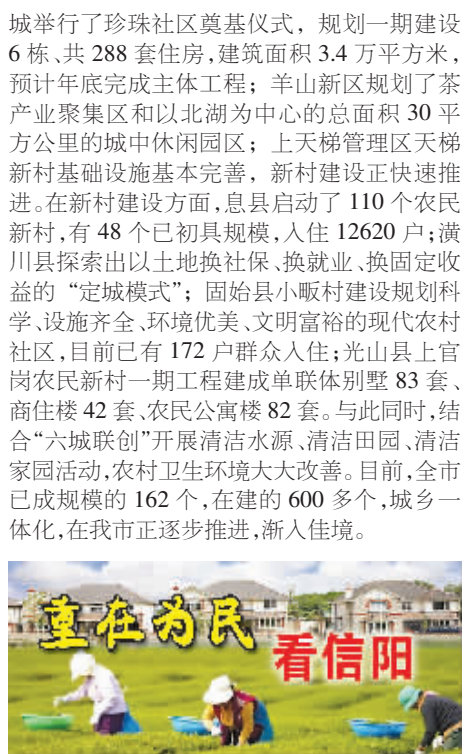 城举行了珍珠社区奠基仪式，规划一期建设
6 栋、共 288 套住房，建筑面积 3.4 万平方米，
预计年底完成主体工程；羊山新区规划了茶
产业聚集区和以北湖为中心的总面积 30 平
方公里的城中休闲园区；上天梯管理区天梯
新村基础设施基本完善，新村建设正快速推
进。在新村建设方面，息县启动了 110 个农民
新村，有 48 个已初具规模，入住 12620 户；潢
川县探索出以土地换社保、换就业、换固定收
益的“定城模式”；固始县小畈村建设规划科
学、设施齐全、环境优美、文明富裕的现代农村
社区，目前已有 172 户群众入住；光山县上官
岗农民新村一期工程建成单联体别墅 83 套、
商住楼 42 套、农民公寓楼 82 套。与此同时，结
合“六城联创”开展清洁水源、清洁田园、清洁
家园活动，农村卫生环境大大改善。目前，全市
已成规模的 162 个，在建的 600 多个，城乡一
体化，在我市正逐步推进，渐入佳境。
重在为民
看信阳